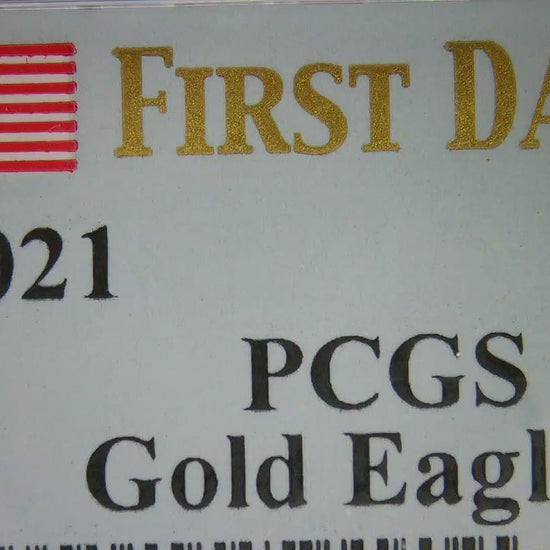 FIRST DA
021
PCGS
Gold Eagl